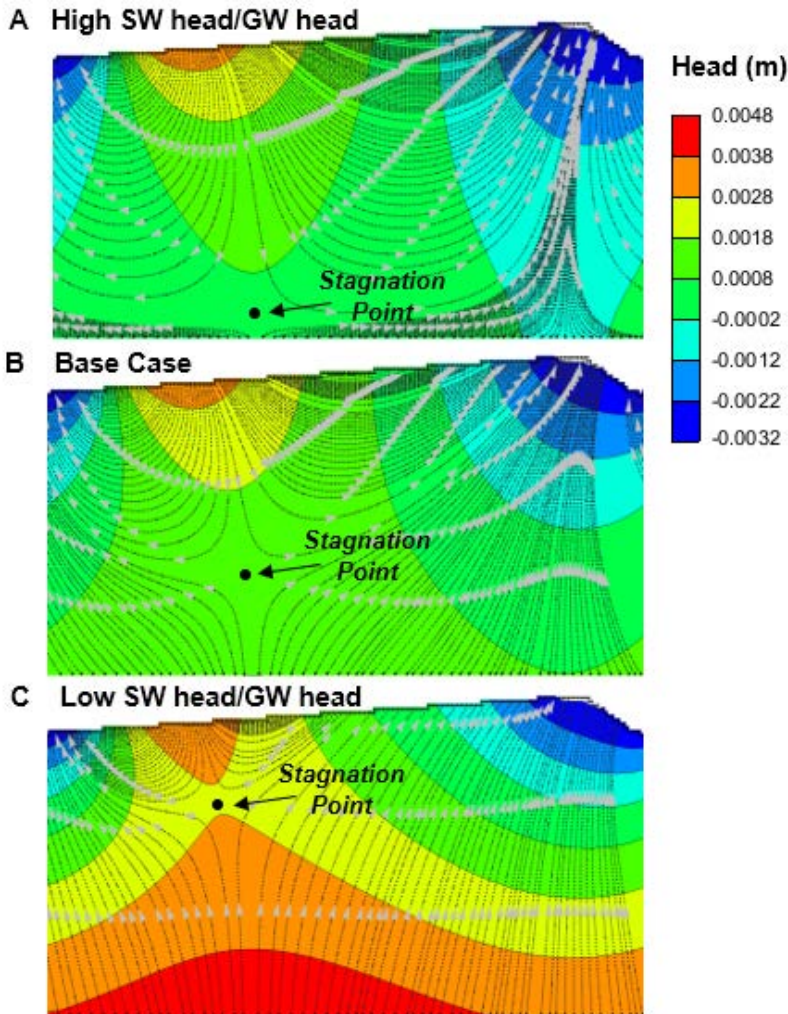 A High SW head/GW head
Head (m)
0.0048
0.0038
0.0028
0.0018
0.0008
-0.0002
-0.0012
-0.0022
-0.0032
Stagnation
Point
B Base Case
Stagnation
Point
C Low SW head/GW head
Stagnation
Point